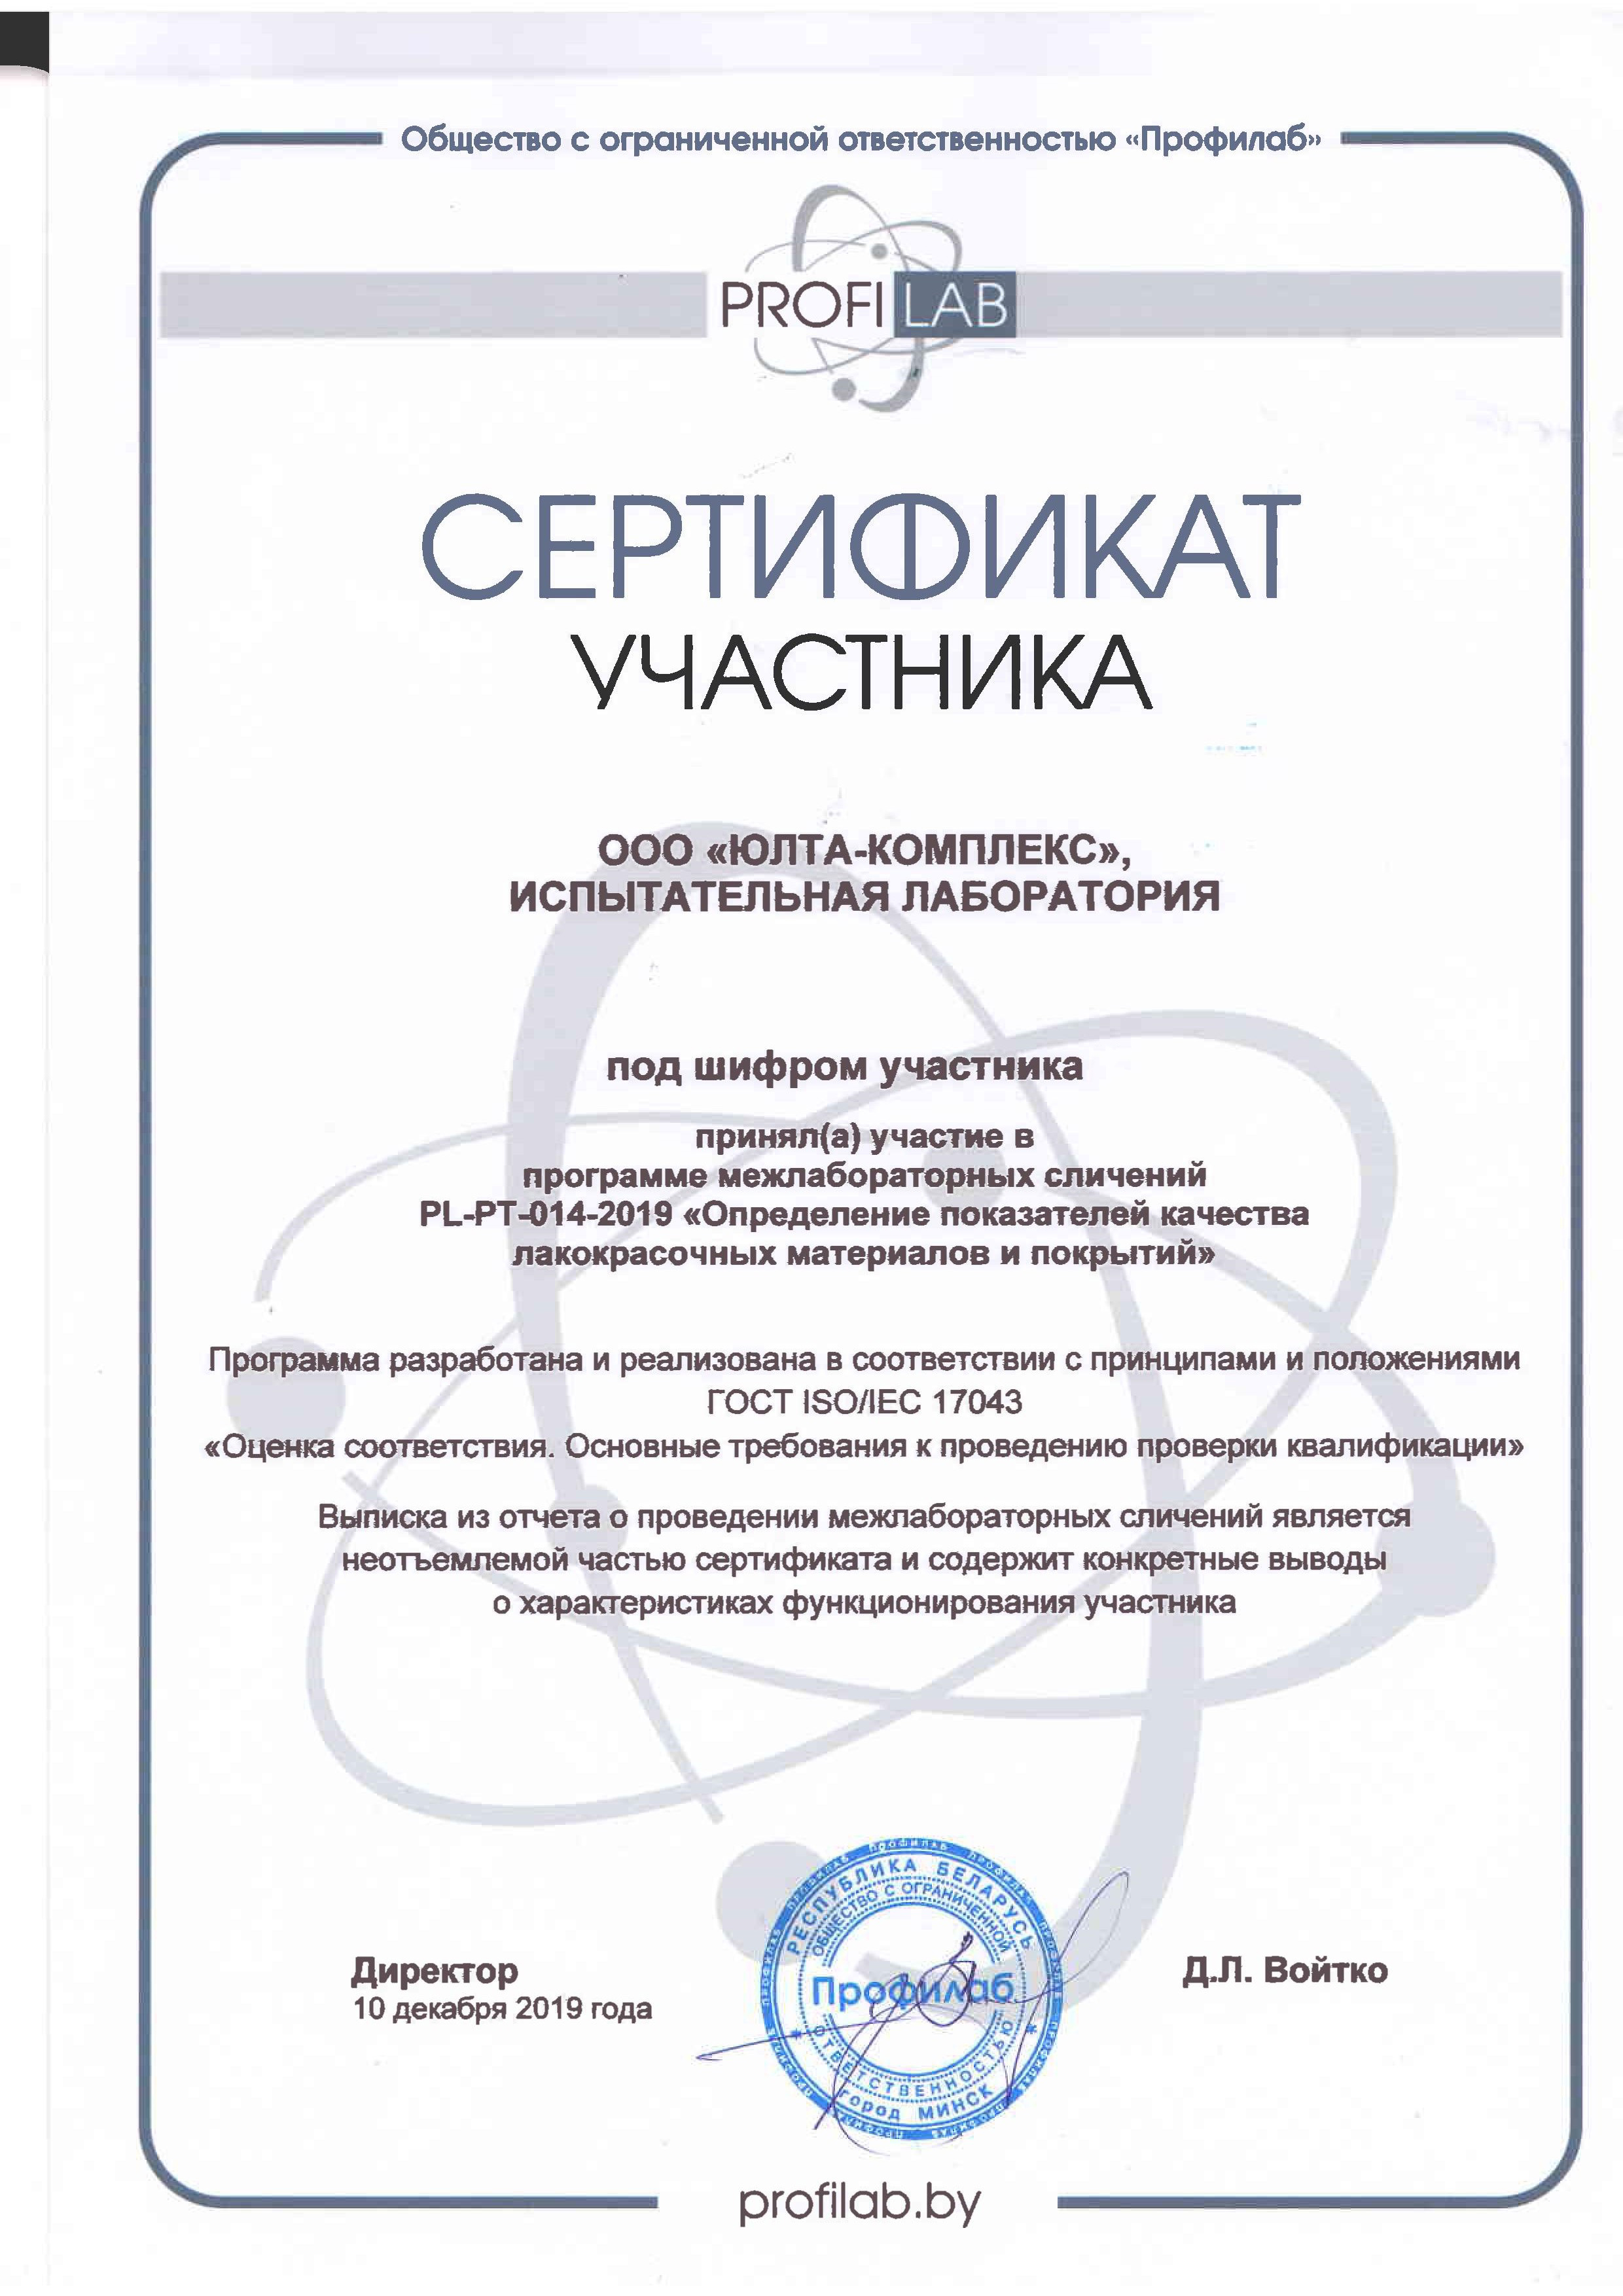 Общество с ограниченной ответственностью «Профилаб»
PROFI LAB
СЕРТИФИКАТ
УЧАСТНИКА
ООО «ЮЛТА-КОМПЛЕКС»,
ИСПЫТАТЕЛЬНАЯ ЛАБОРАТОРИЯ
под шифром участника
принял(а) участие в
программе межлабораторных сличений
PL-PT-014-2019 «Определение показателей качества
лакокрасочных материалов и покрытий»
Программа разработана и реализована в соответствии с принципами и положениями
ГОСТ ISO/IEC 17043
«Оценка соответствия. Основные требования к проведению проверки квалификации»
Выписка из отчета о проведении межлабораторных сличений является
неотъемлемой частью сертификата и содержит конкретные выводы
о характеристиках функционирования участника
РЕСПУБЛИКА БЕЛАРУСЬ
ОБЩЕСТВО С ОГРАНИЧЕННОЙ
Профилаб
ОТВЕТСТВЕННОСТЬЮ
город МИНСК
Директор
Д.Л. Войтко
10 декабря 2019 года
profilab.by